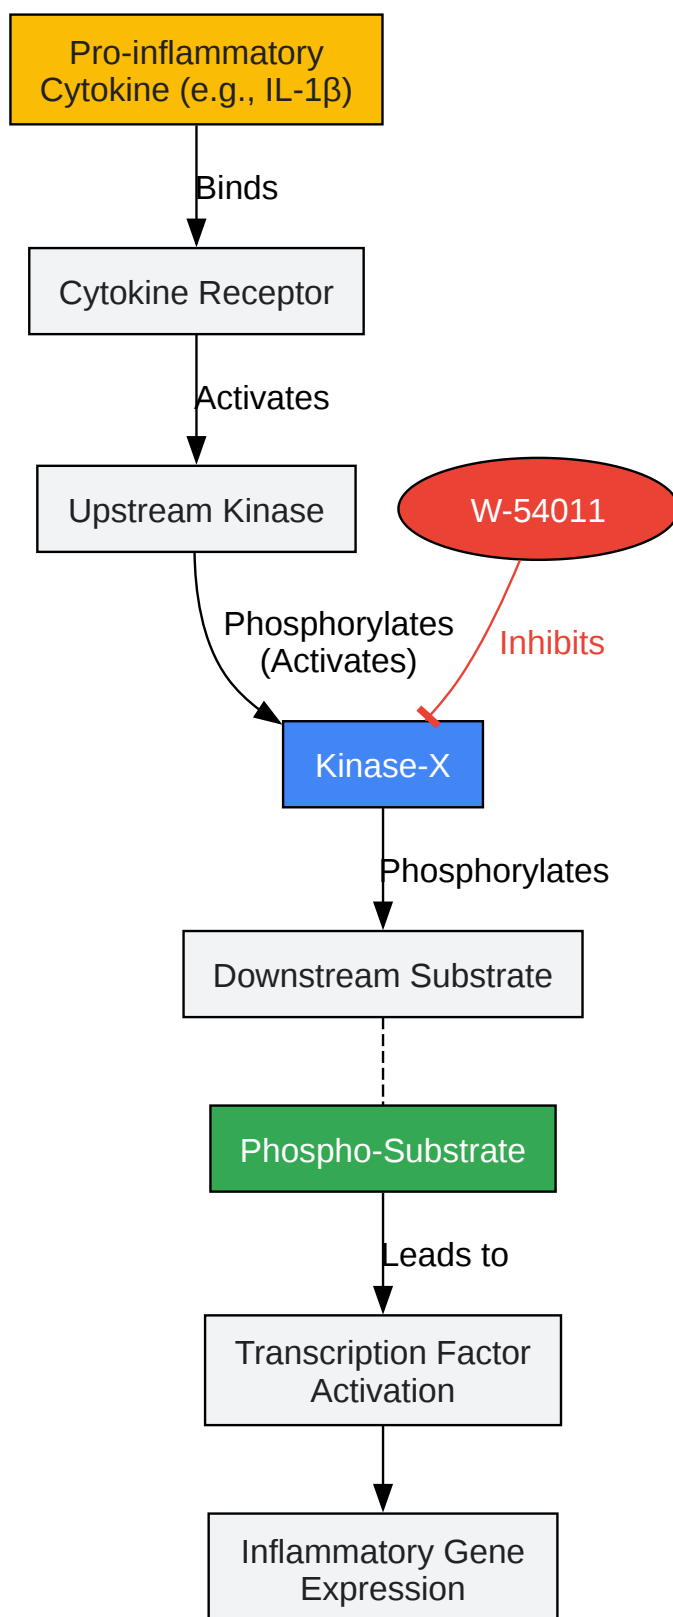 Pro-inflammatory
Cytokine (e.g., IL-1β)
Binds
Cytokine Receptor
Activates
Upstream Kinase
W-54011
Phosphorylates
(Activates)
Inhibits
Kinase-X
Phosphorylates
Downstream Substrate
Phospho-Substrate
Leads to
Transcription Factor
Activation
Inflammatory Gene
Expression